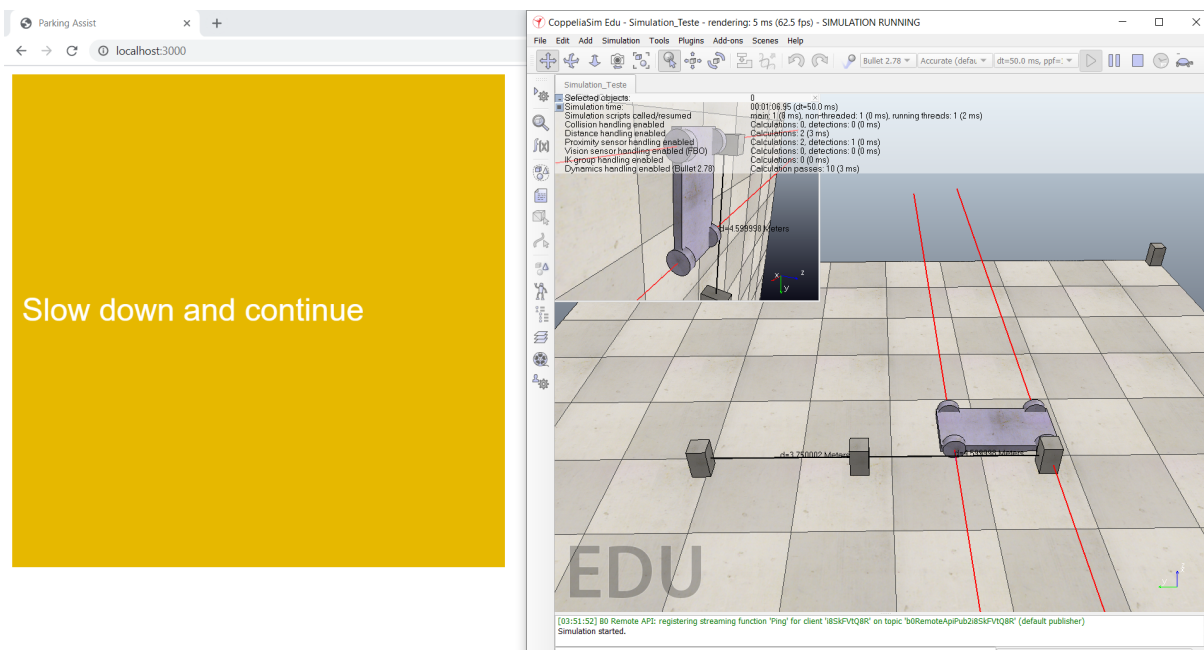 Parking Assist
localhost:3000
Slow down and continue
CoppeliaSim Edu - Simulation_Teste - rendering: 5 ms (62.5 fps) - SIMULATION RUNNING
File Edit Add Simulation Tools Plugins Add-ons Scenes Help
Bullet 2.78 Accurate (defau dt=50.0 ms, ppf=:
Simulation_Teste
Selected objects: 0
Simulation time: 00:01:06.95 (dt=50.0 ms)
Simulation scripts called/resumed main: 1 (8 ms), non-threaded: 1 (0 ms), running threads: 1 (2 ms)
Collision handling enabled Calculations: 0, detections: 0 (0 ms)
Distance handling enabled Calculations: 2 (3 ms)
Proximity sensor handling enabled Calculations: 2, detections: 1 (0 ms)
Vision sensor handling enabled (FBO) Calculations: 0, detections: 0 (0 ms)
IK group handling enabled Calculations: 0 (0 ms)
Dynamics handling enabled (Bullet 2.78) Calculation passes: 10 (3 ms)
d=4.599998 Meters
x z
y
d=3.750002 Meters
EDU
z
y
[03:51:52] B0 Remote API: registering streaming function 'Ping' for client 'i8SkFVtQ8R' on topic 'b0RemoteApiPub2i8SkFVtQ8R' (default publisher)
Simulation started.